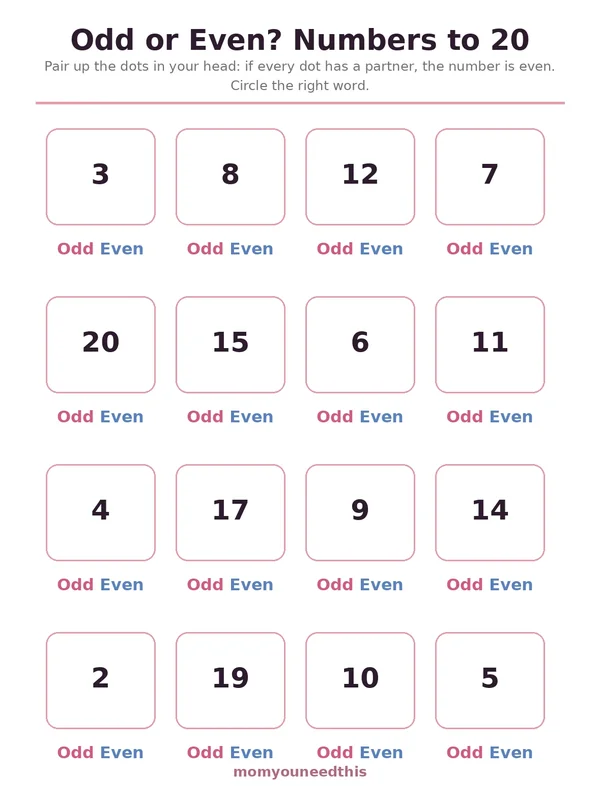 Odd or Even? Numbers to 20
Pair up the dots in your head: if every dot has a partner, the number is even.
Circle the right word.
3 8 12 7
Odd Even Odd Even Odd Even Odd Even
20 15 6 11
Odd Even Odd Even Odd Even Odd Even
4 17 9 14
Odd Even Odd Even Odd Even Odd Even
2 19 10 5
Odd Even Odd Even Odd Even Odd Even
momyouneedthis